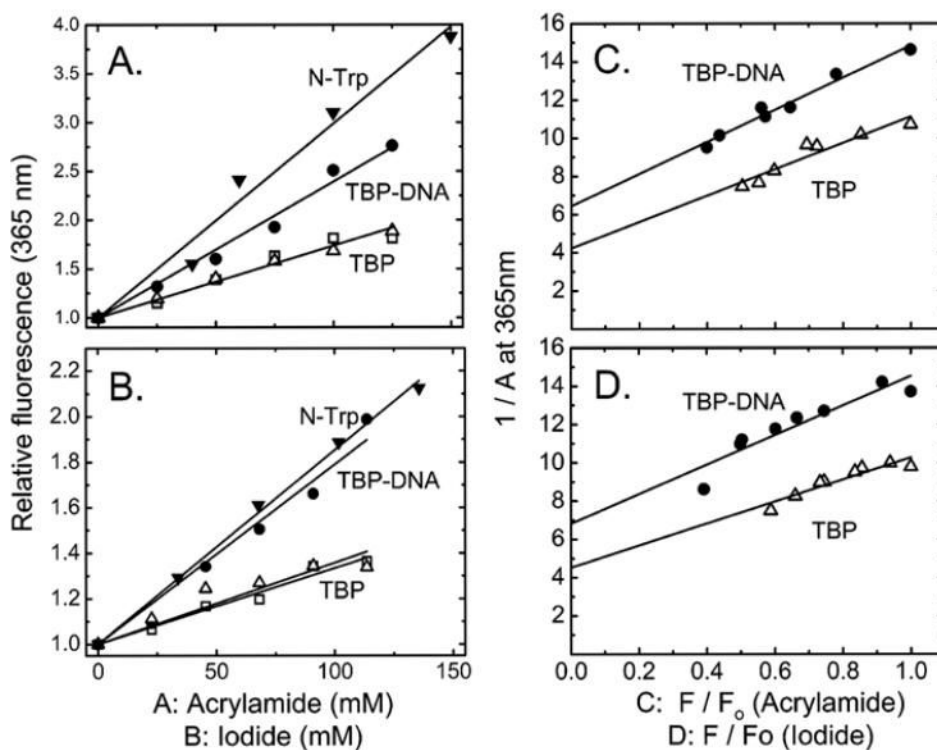 A.
N-Trp
TBP-DNA
TBP
4.0
3.5
3.0
2.5
2.0
1.5
1.0
B.
N-Trp
TBP-DNA
TBP
2.2
2.0
1.8
1.6
1.4
1.2
1.0
0 50 100 150
Relative fluorescence (365 nm)
A: Acrylamide (mM)
B: Iodide (mM)
C.
TBP-DNA
TBP
16
14
12
10
8
6
4
2
D.
TBP-DNA
TBP
16
14
12
10
8
6
4
2
0.0 0.2 0.4 0.6 0.8 1.0
1 / A at 365nm
C: F / Fo (Acrylamide)
D: F / Fo (Iodide)